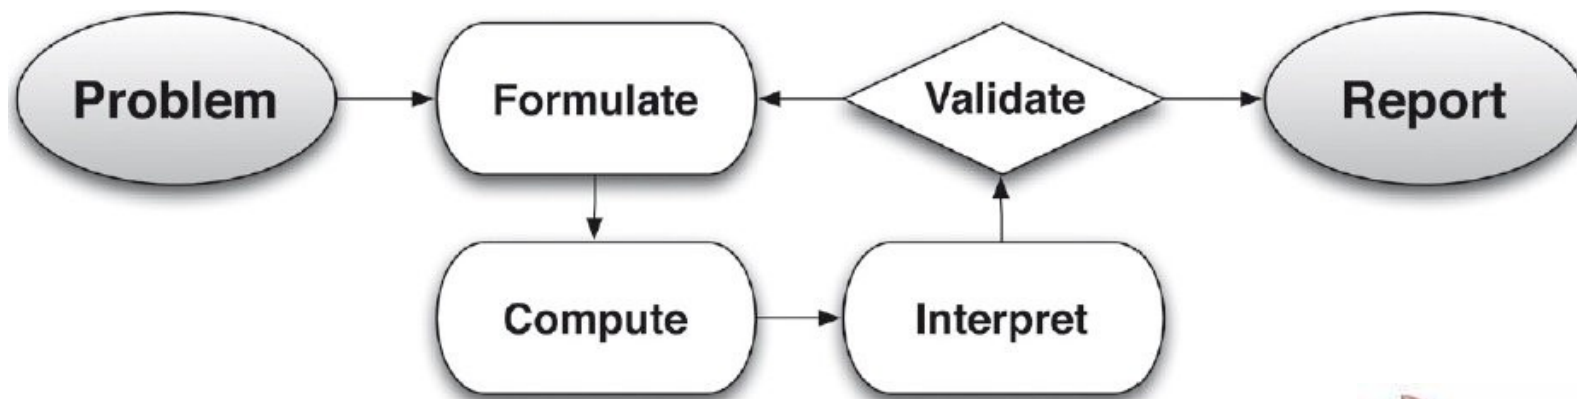 Problem
Formulate
Validate
Report
Compute
Interpret